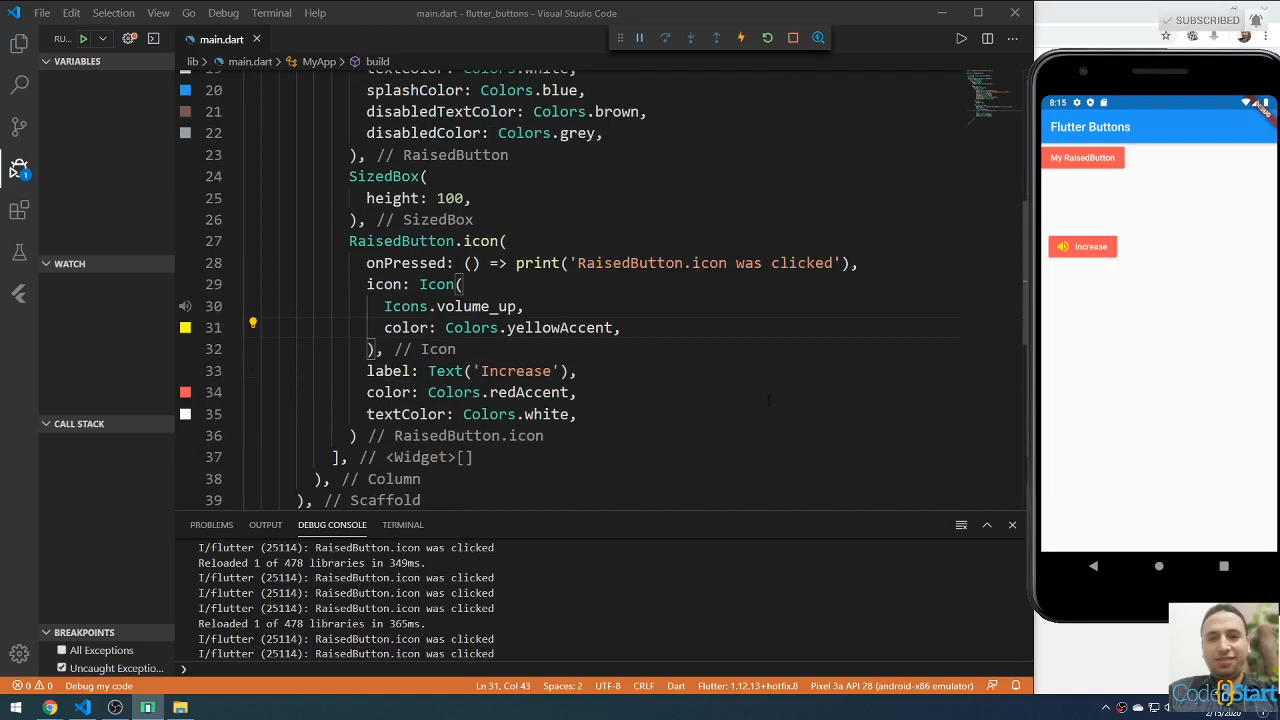 File Edit Selection View Go Debug Terminal Help
main.dart - flutter_buttons - Visual Studio Code
SUBSCRIBED
RU...
main.dart
VARIABLES
lib > main.dart > MyApp > build
20 splashColor: Colors.blue,
21 disabledTextColor: Colors.brown,
22 disabledColor: Colors.grey,
23 ), // RaisedButton
24 SizedBox(
25 height: 100,
26 ), // SizedBox
27 RaisedButton.icon(
28 onPressed: () => print('RaisedButton.icon was clicked'),
29 icon: Icon(
30 Icons.volume_up,
31 color: Colors.yellowAccent,
32 ), // Icon
33 label: Text('Increase'),
34 color: Colors.redAccent,
35 textColor: Colors.white,
36 ) // RaisedButton.icon
37 ], // <Widget>[]
38 ), // Column
39 ), // Scaffold
WATCH
CALL STACK
BREAKPOINTS
All Exceptions
Uncaught Exceptio...
PROBLEMS OUTPUT DEBUG CONSOLE TERMINAL
I/flutter (25114): RaisedButton.icon was clicked
Reloaded 1 of 478 libraries in 349ms.
I/flutter (25114): RaisedButton.icon was clicked
I/flutter (25114): RaisedButton.icon was clicked
I/flutter (25114): RaisedButton.icon was clicked
Reloaded 1 of 478 libraries in 365ms.
I/flutter (25114): RaisedButton.icon was clicked
I/flutter (25114): RaisedButton.icon was clicked
0 0 Debug my code
Ln 31, Col 43 Spaces: 2 UTF-8 CRLF Dart Flutter: 1.12.13+hotfix.8 Pixel 3a API 28 (android-x86 emulator)
8:15
DEBUG
Flutter Buttons
My RaisedButton
Increase
Code{}Start
2/15/2020